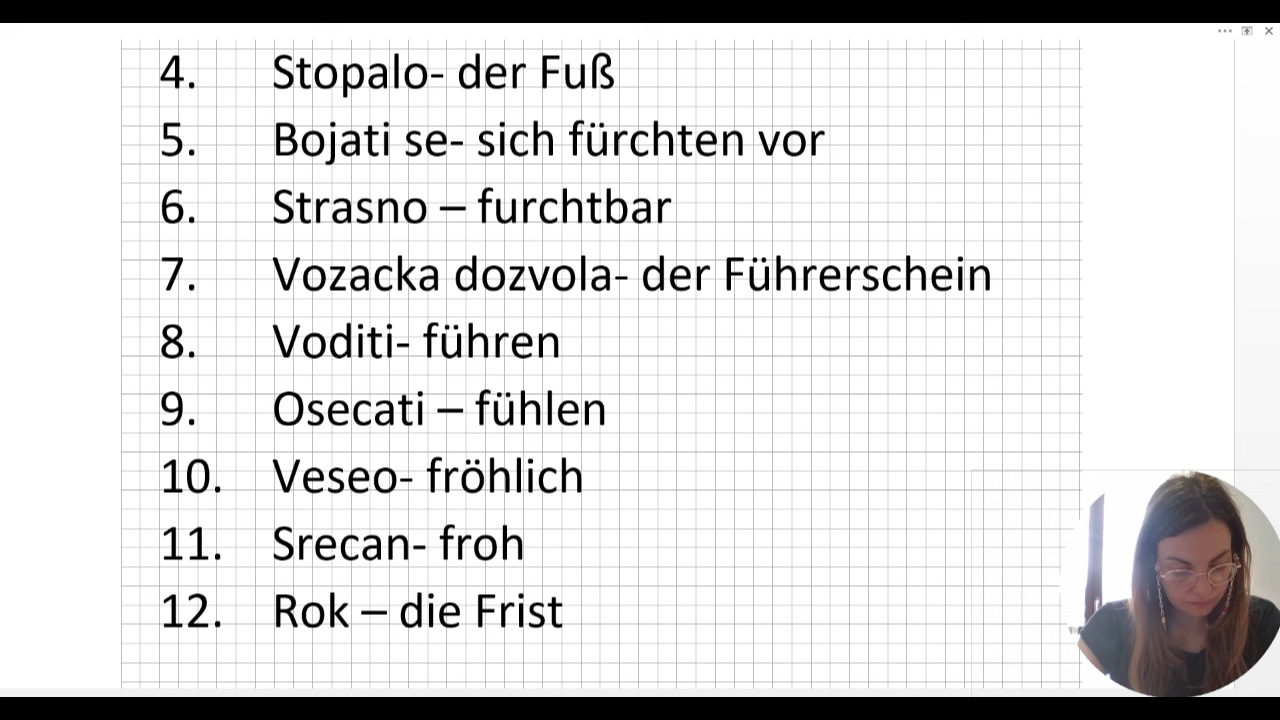 4. Stopalo- der Fuß
5. Bojati se- sich fürchten vor
6. Strasno – furchtbar
7. Vozacka dozvola- der Führerschein
8. Voditi- führen
9. Osecati – fühlen
10. Veseo- fröhlich
11. Srecan- froh
12. Rok – die Frist